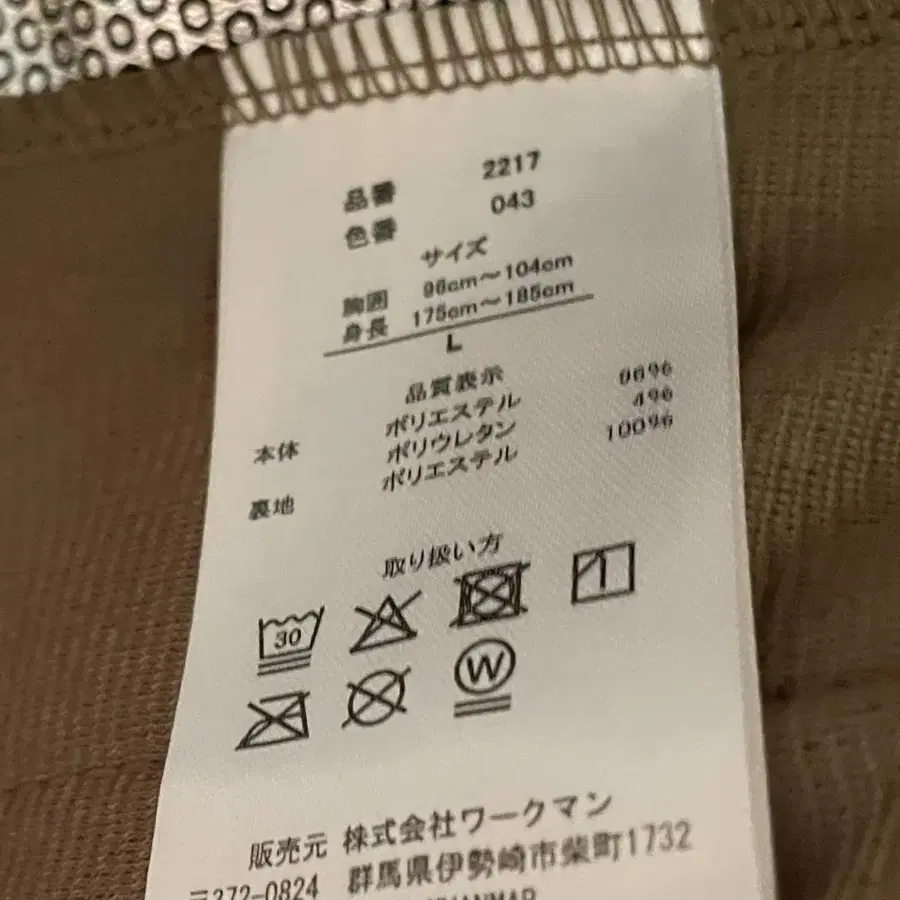 品番 2217
色番 043
サイズ
胸囲 96cm～104cm
身長 175cm～185cm
L
品質表示
本体 ポリエステル 96%
ポリウレタン 4%
裏地 ポリエステル 100%
取り扱い方
30
W
販売元 株式会社ワークマン
〒372-0824 群馬県伊勢崎市柴町1732